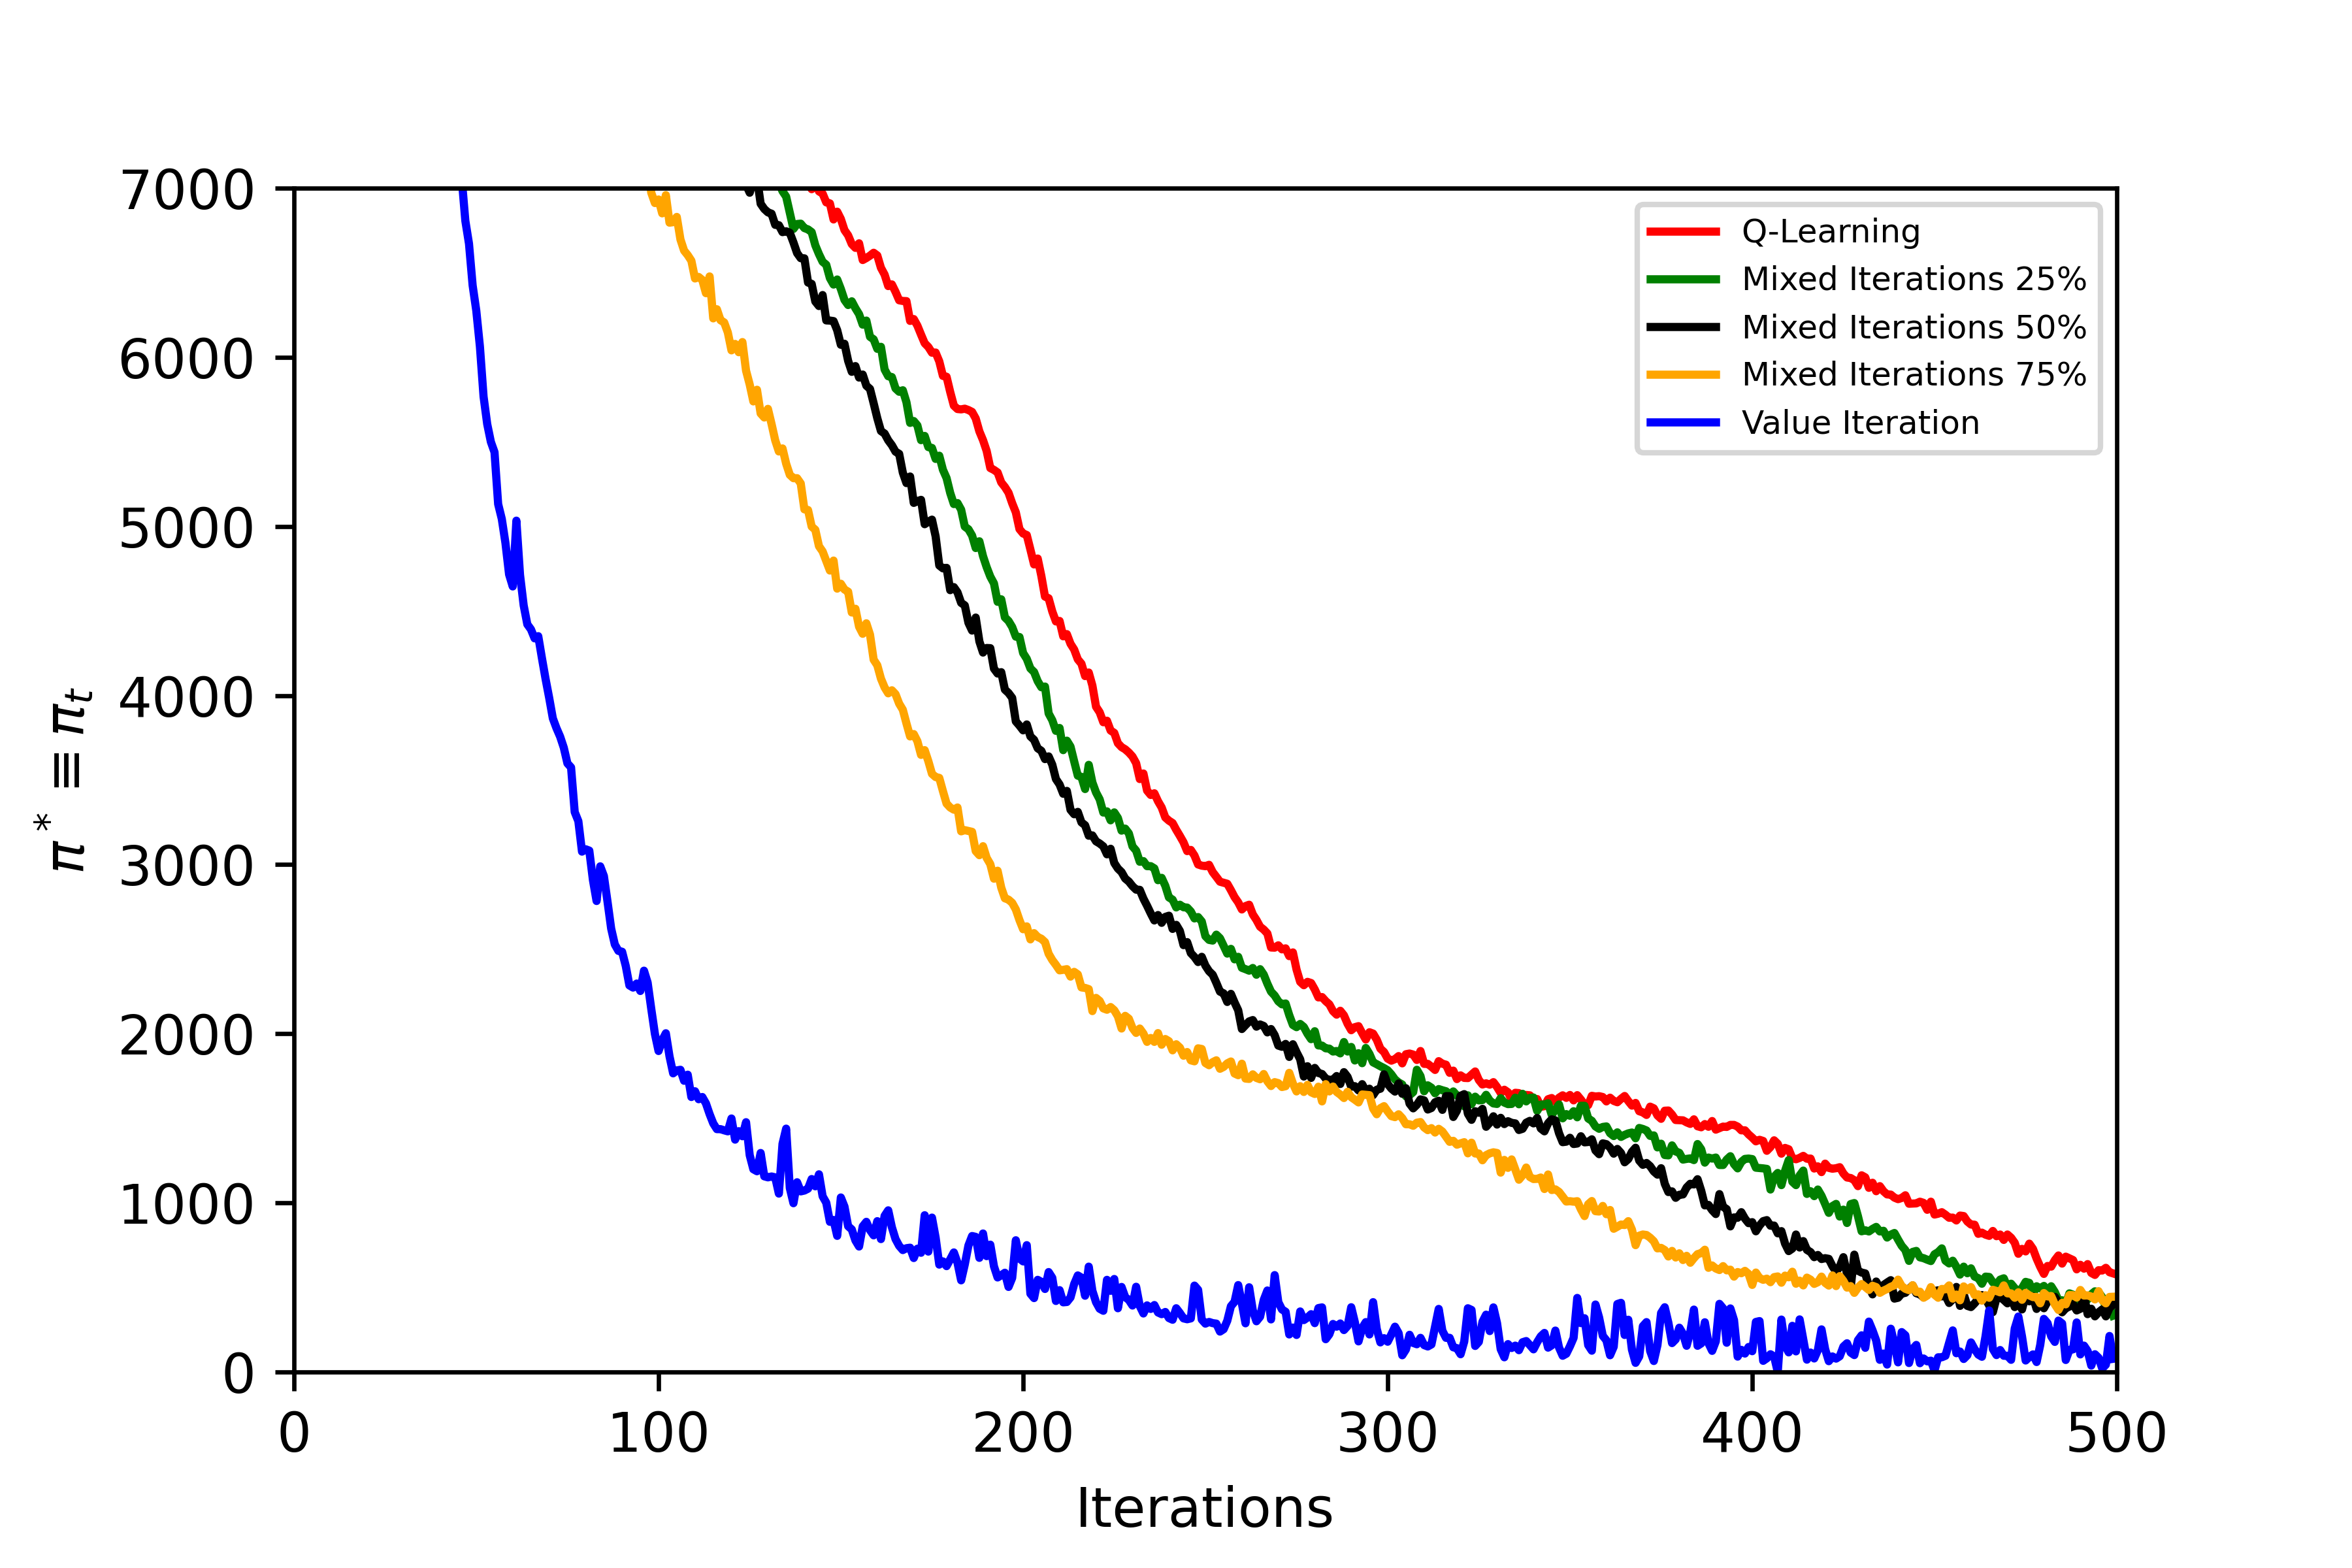 7000
6000
5000
4000
3000
2000
1000
0
π* ≡ πt
0 100 200 300 400 500
Iterations
Q-Learning
Mixed Iterations 25%
Mixed Iterations 50%
Mixed Iterations 75%
Value Iteration